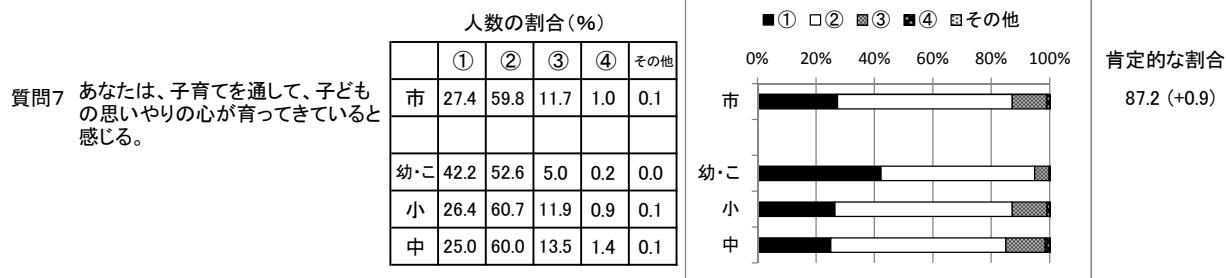 人数の割合(%)
① ② ③ ④ その他
市 27.4 59.8 11.7 1.0 0.1
幼・こ 42.2 52.6 5.0 0.2 0.0
小 26.4 60.7 11.9 0.9 0.1
中 25.0 60.0 13.5 1.4 0.1
質問7 あなたは、子育てを通して、子ども
の思いやりの心が育ってきていると
感じる。
■① □② ③ ④ その他
0% 20% 40% 60% 80% 100%
市
幼・こ
小
中
肯定的な割合
87.2 (+0.9)